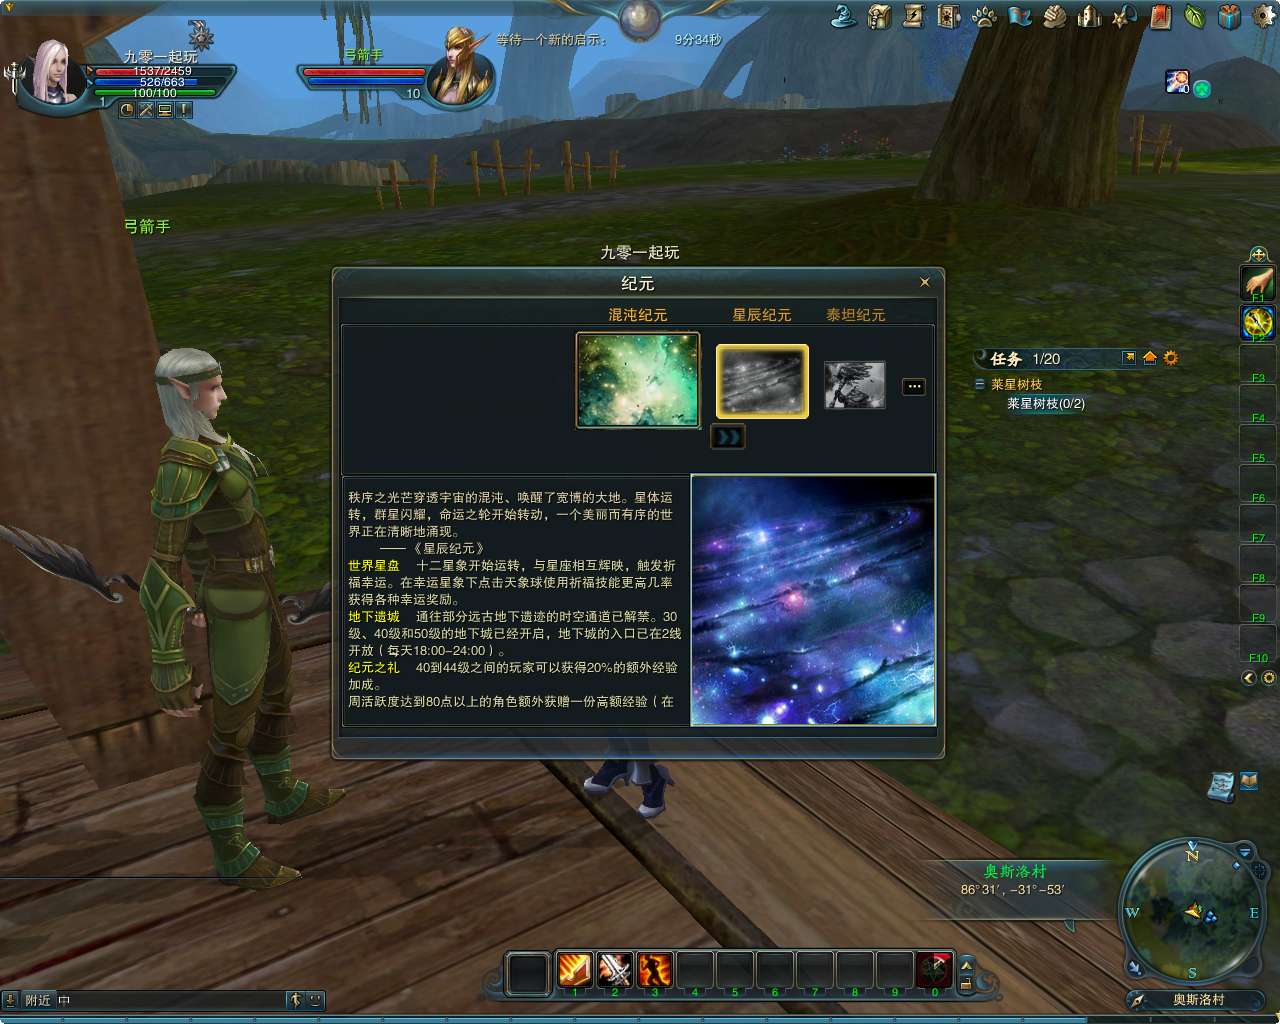 等待一个新的启示: 9分34秒
九零一起玩
1537/2459
526/663
100/100
1
弓箭手
10
弓箭手
九零一起玩
纪元
混沌纪元 星辰纪元 泰坦纪元
秩序之光芒穿透宇宙的混沌、唤醒了宽博的大地。星体运
转，群星闪耀，命运之轮开始转动，一个美丽而有序的世
界正在清晰地涌现。
——《星辰纪元》
世界星盘 十二星象开始运转，与星座相互辉映，触发祈
福幸运。在幸运星象下点击天象球使用祈福技能更高几率
获得各种幸运奖励。
地下遗城 通往部分远古地下遗迹的时空通道已解禁。30
级、40级和50级的地下城已经开启，地下城的入口已在2线
开放（每天18:00-24:00）。
纪元之礼 40到44级之间的玩家可以获得20%的额外经验
加成。
周活跃度达到80点以上的角色额外获赠一份高额经验（在
任务 1/20
莱星树枝
莱星树枝(0/2)
F1
F2
F3
F4
F5
F6
F7
F8
F9
F10
奥斯洛村
86°31′, -31°-53′
N
W E
S
奥斯洛村
1 2 3 4 5 6 7 8 9 0
附近 中